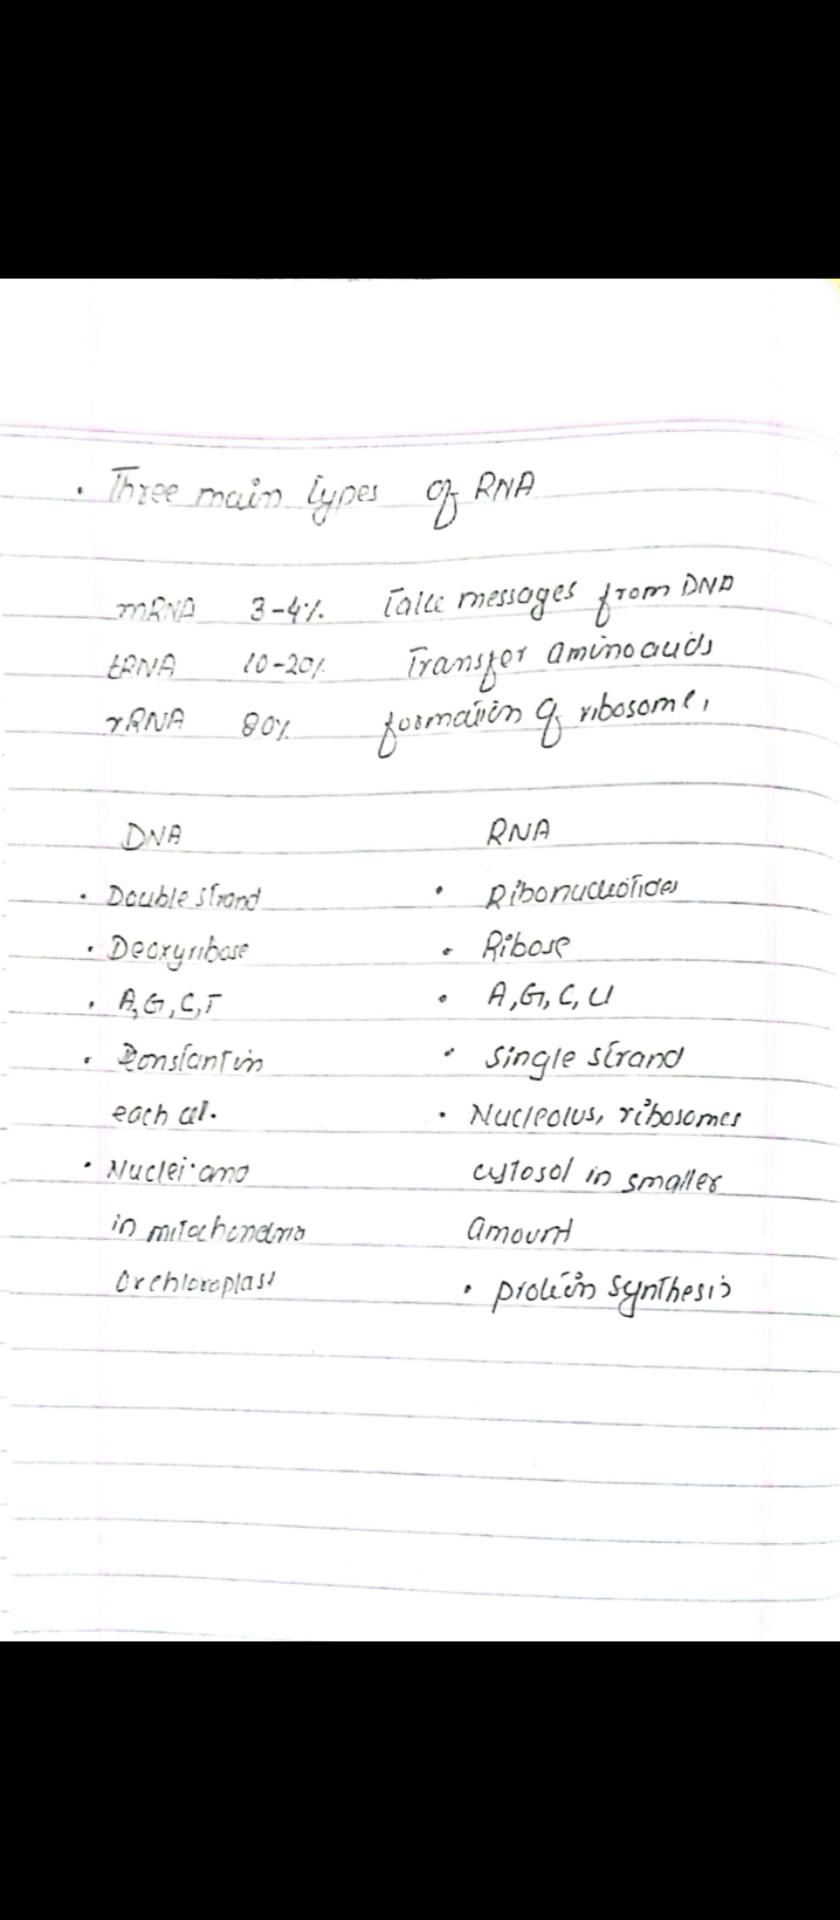 • Three main types of RNA
mRNA 3-4% Take messages from DNA
tRNA 10-20% Transfer aminoacids
rRNA 80% formation of ribosome,
DNA RNA
• Double strand • Ribonucleotides
• Deoxyribose • Ribose
• A, G, C, T • A, G, C, U
• Constant in • single strand
each cel. • Nucleolus, ribosomes
• Nuclei and cytosol in smaller
in mitochondria amount
Or chloroplast • protein synthesis